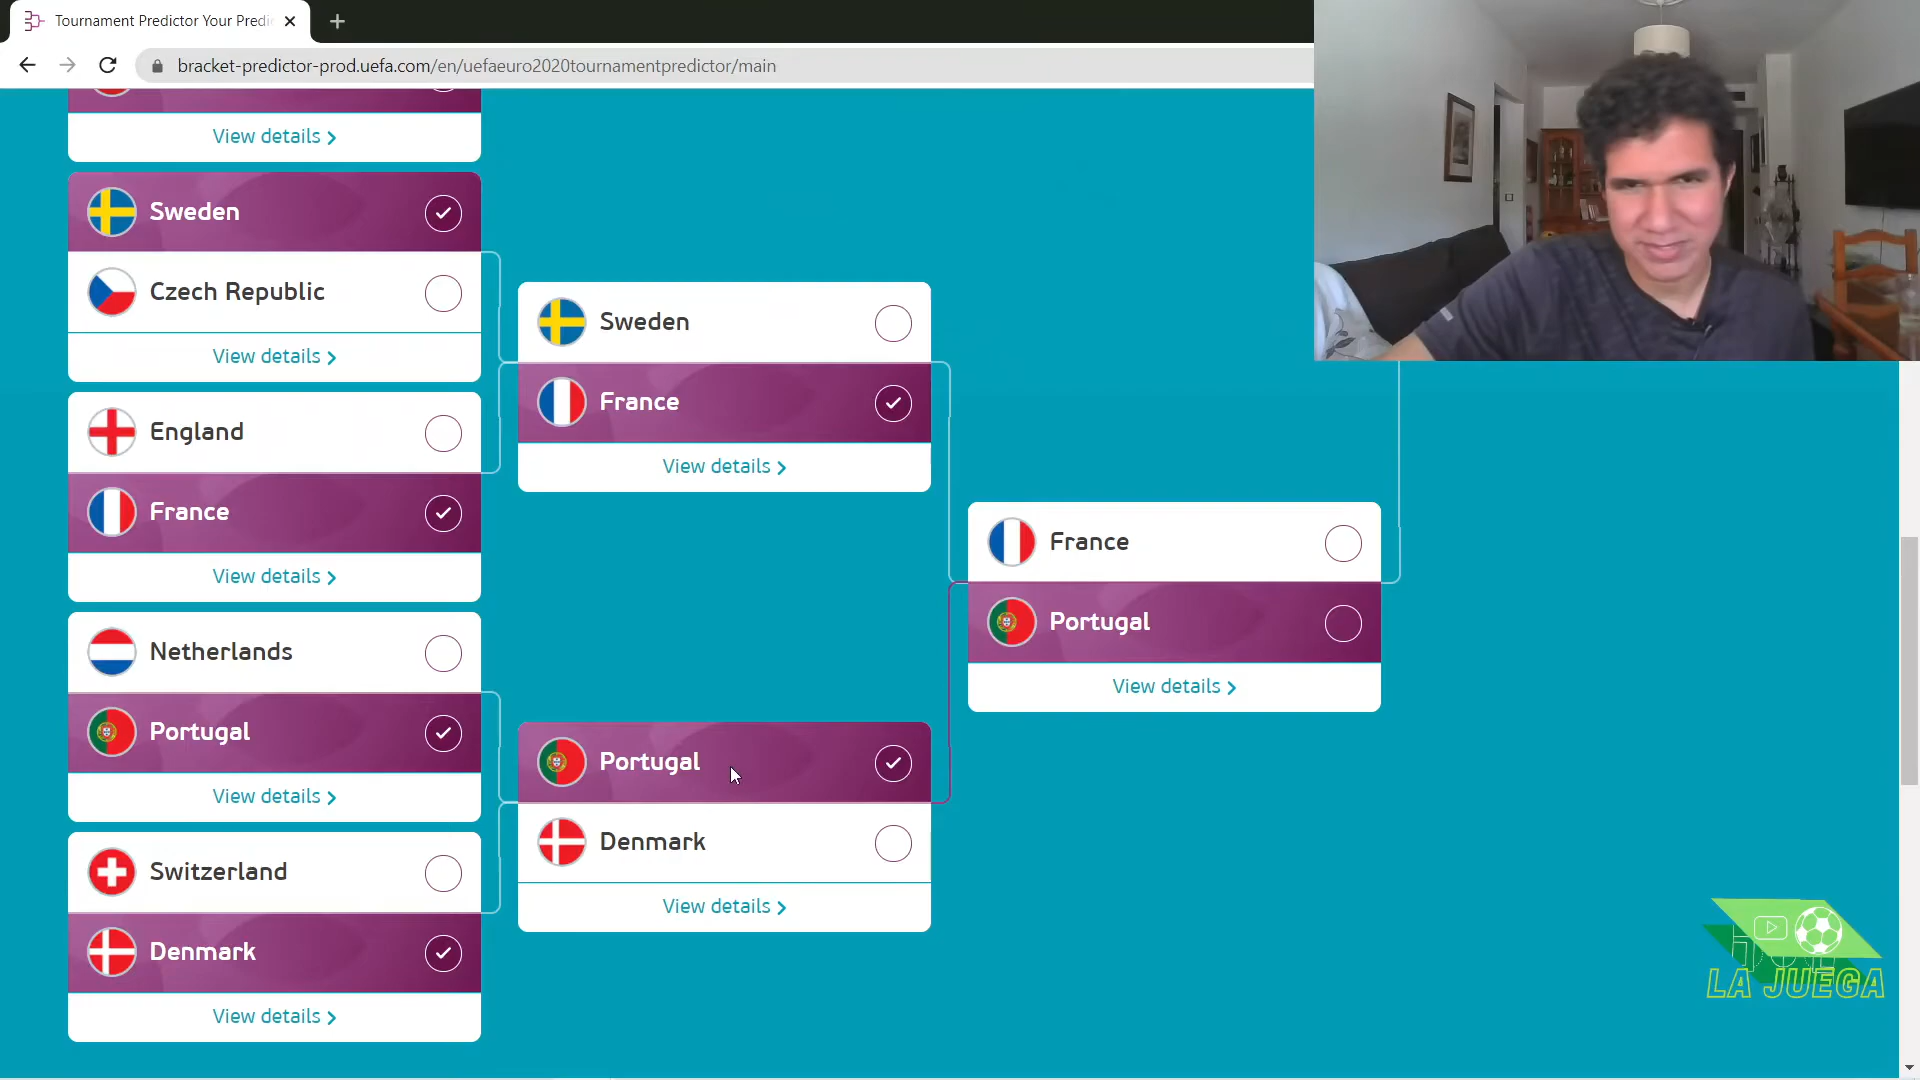 Tournament Predictor Your Predi
bracket-predictor-prod.uefa.com/en/uefaeuro2020tournamentpredictor/main
View details
Sweden
Czech Republic
View details
England
France
View details
Netherlands
Portugal
View details
Switzerland
Denmark
View details
Sweden
France
View details
Portugal
Denmark
View details
France
Portugal
View details
LA JUEGA